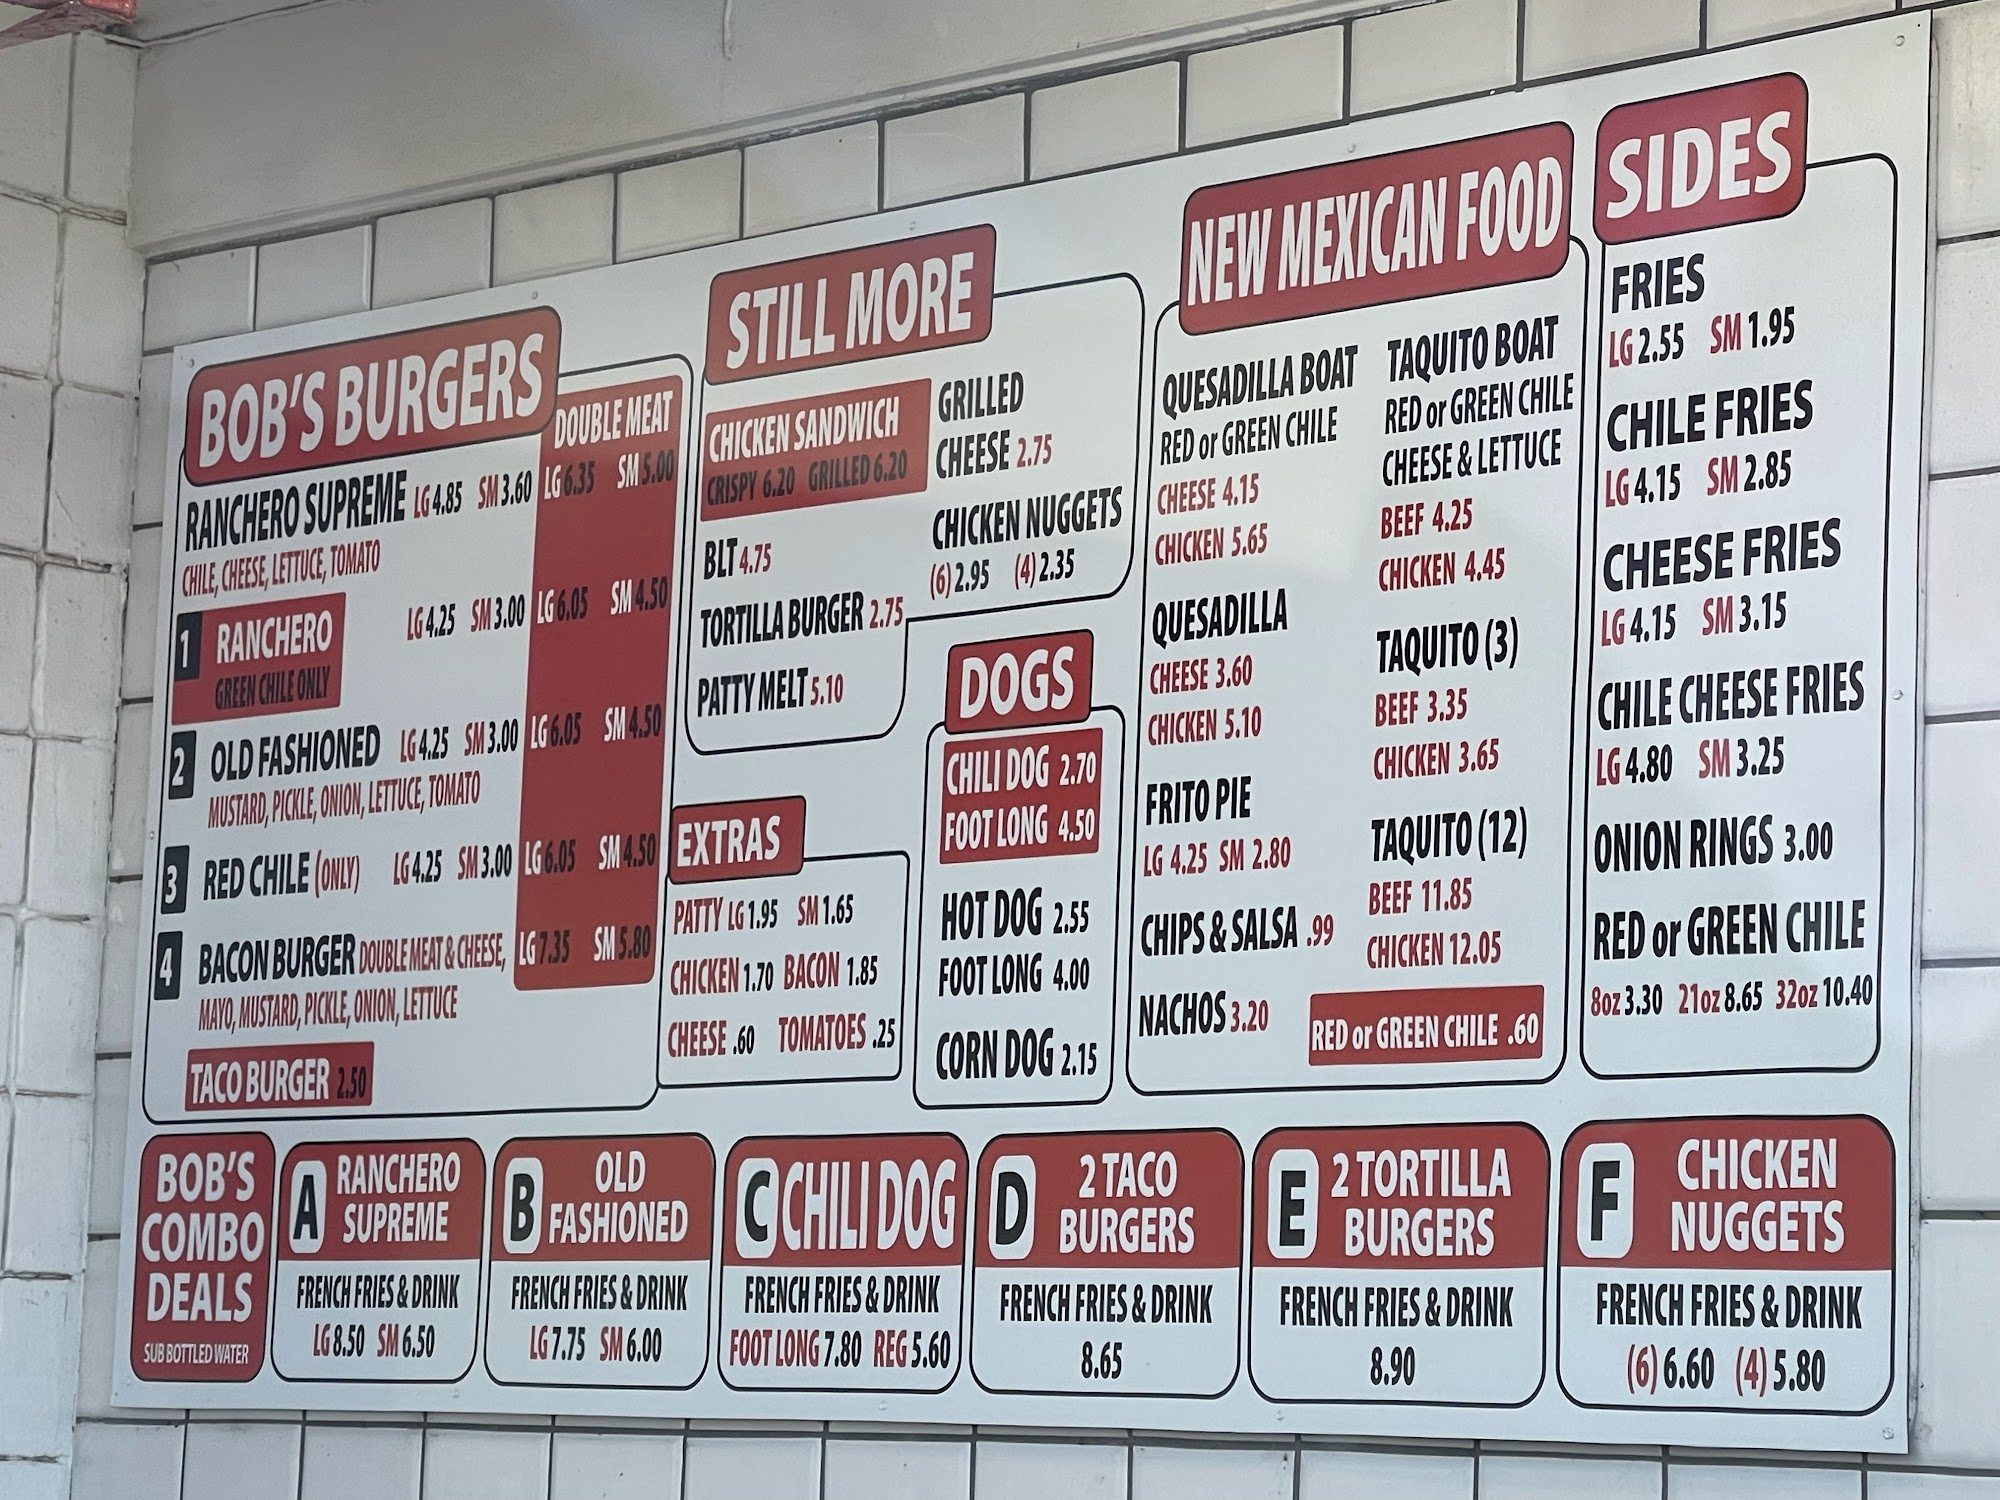 BOB'S BURGERS
DOUBLE MEAT
RANCHERO SUPREME LG 4.85 SM 3.60 LG 6.35 SM 5.00
CHILE, CHEESE, LETTUCE, TOMATO
1 RANCHERO LG 4.25 SM 3.00 LG 6.05 SM 4.50
GREEN CHILE ONLY
2 OLD FASHIONED LG 4.25 SM 3.00 LG 6.05 SM 4.50
MUSTARD, PICKLE, ONION, LETTUCE, TOMATO
3 RED CHILE (ONLY) LG 4.25 SM 3.00 LG 6.05 SM 4.50
4 BACON BURGER DOUBLE MEAT & CHEESE, LG 7.35 SM 5.80
MAYO, MUSTARD, PICKLE, ONION, LETTUCE
TACO BURGER 2.50
STILL MORE
CHICKEN SANDWICH
CRISPY 6.20 GRILLED 6.20
BLT 4.75
TORTILLA BURGER 2.75
PATTY MELT 5.10
GRILLED
CHEESE 2.75
CHICKEN NUGGETS
(6) 2.95 (4) 2.35
EXTRAS
PATTY LG 1.95 SM 1.65
CHICKEN 1.70 BACON 1.85
CHEESE .60 TOMATOES .25
DOGS
CHILI DOG 2.70
FOOT LONG 4.50
HOT DOG 2.55
FOOT LONG 4.00
CORN DOG 2.15
NEW MEXICAN FOOD
QUESADILLA BOAT
RED or GREEN CHILE
CHEESE 4.15
CHICKEN 5.65
QUESADILLA
CHEESE 3.60
CHICKEN 5.10
FRITO PIE
LG 4.25 SM 2.80
CHIPS & SALSA .99
NACHOS 3.20
TAQUITO BOAT
RED or GREEN CHILE
CHEESE & LETTUCE
BEEF 4.25
CHICKEN 4.45
TAQUITO (3)
BEEF 3.35
CHICKEN 3.65
TAQUITO (12)
BEEF 11.85
CHICKEN 12.05
RED or GREEN CHILE .60
SIDES
FRIES
LG 2.55 SM 1.95
CHILE FRIES
LG 4.15 SM 2.85
CHEESE FRIES
LG 4.15 SM 3.15
CHILE CHEESE FRIES
LG 4.80 SM 3.25
ONION RINGS 3.00
RED or GREEN CHILE
8oz 3.30 21oz 8.65 32oz 10.40
BOB'S
COMBO
DEALS
SUB BOTTLED WATER
A RANCHERO
SUPREME
FRENCH FRIES & DRINK
LG 8.50 SM 6.50
B OLD
FASHIONED
FRENCH FRIES & DRINK
LG 7.75 SM 6.00
C CHILI DOG
FRENCH FRIES & DRINK
FOOT LONG 7.80 REG 5.60
D 2 TACO
BURGERS
FRENCH FRIES & DRINK
8.65
E 2 TORTILLA
BURGERS
FRENCH FRIES & DRINK
8.90
F CHICKEN
NUGGETS
FRENCH FRIES & DRINK
(6) 6.60 (4) 5.80